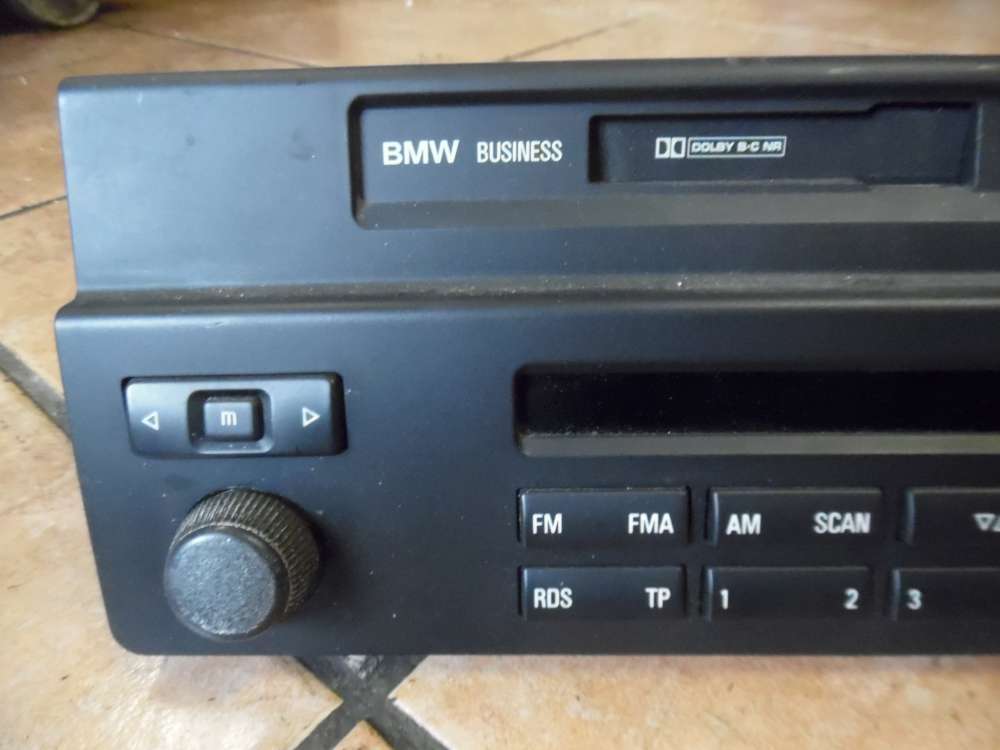 BMW BUSINESS DOLBY B-C NR
m
FM FMA AM SCAN
RDS TP 1 2 3